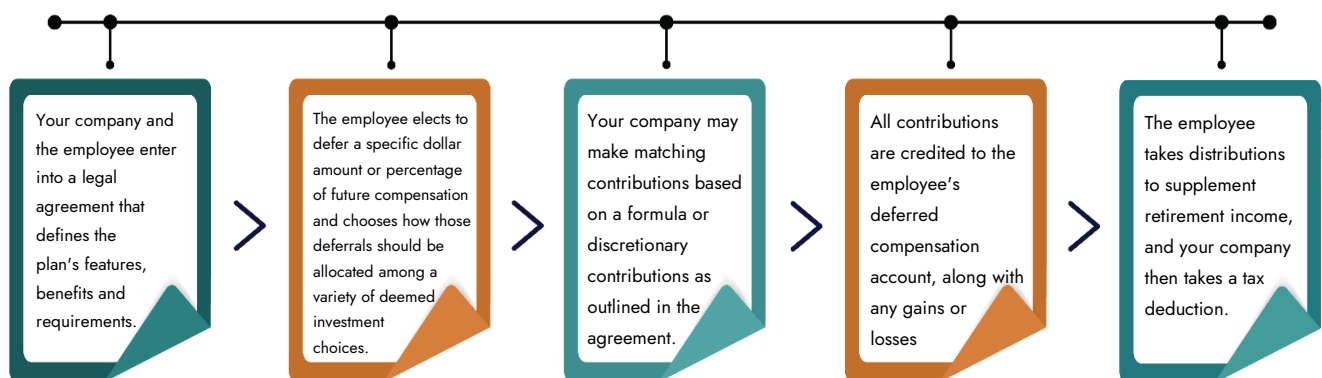 Your company and
the employee enter
into a legal
agreement that
defines the
plan's features,
benefits and
requirements.
The employee elects to
defer a specific dollar
amount or percentage
of future compensation
and chooses how those
deferrals should be
allocated among a
variety of deemed
investment
choices.
Your company may
make matching
contributions based
on a formula or
discretionary
contributions as
outlined in the
agreement.
All contributions
are credited to the
employee's
deferred
compensation
account, along with
any gains or
losses
The employee
takes distributions
to supplement
retirement income,
and your company
then takes a tax
deduction.